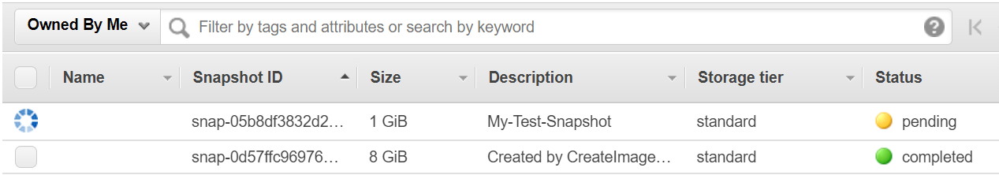 Owned By Me Filter by tags and attributes or search by keyword ?
Name Snapshot ID Size Description Storage tier Status
snap-05b8df3832d2... 1 GiB My-Test-Snapshot standard pending
snap-0d57ffc96976... 8 GiB Created by CreateImage... standard completed